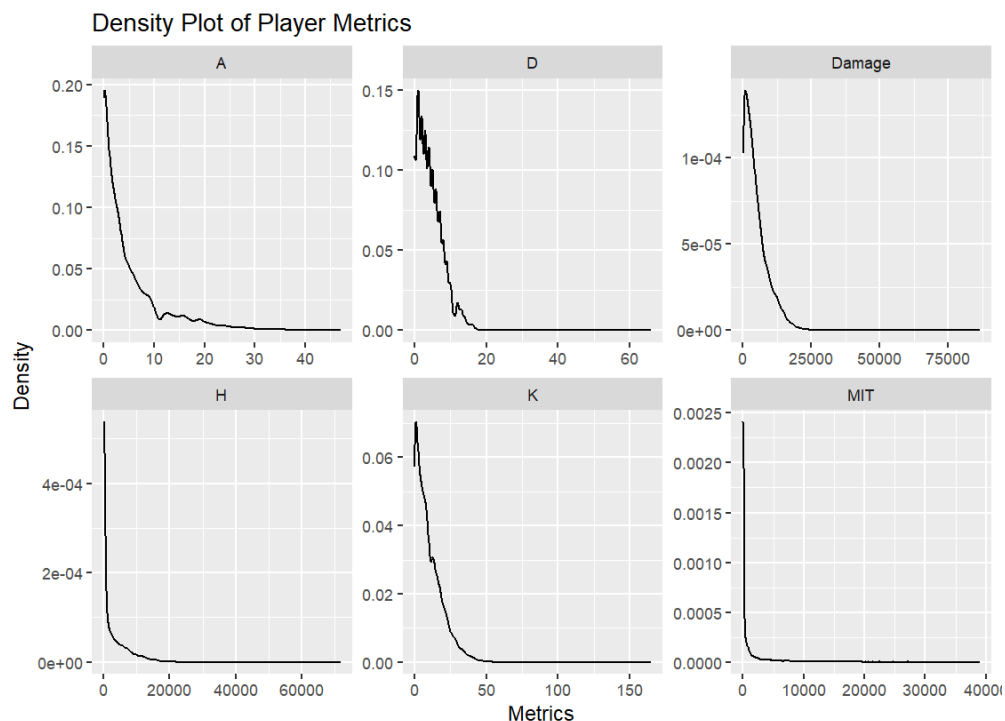 Density Plot of Player Metrics
A
D
Damage
0.20
0.15
0.10
0.05
0.00
0.15
0.10
0.05
0.00
1e-04
5e-05
0e+00
0 10 20 30 40
0 20 40 60
0 25000 50000 75000
Density
H
K
MIT
4e-04
2e-04
0e+00
0.06
0.04
0.02
0.00
0.0025
0.0020
0.0015
0.0010
0.0005
0.0000
0 20000 40000 60000
0 50 100 150
0 10000 20000 30000 4000
Metrics